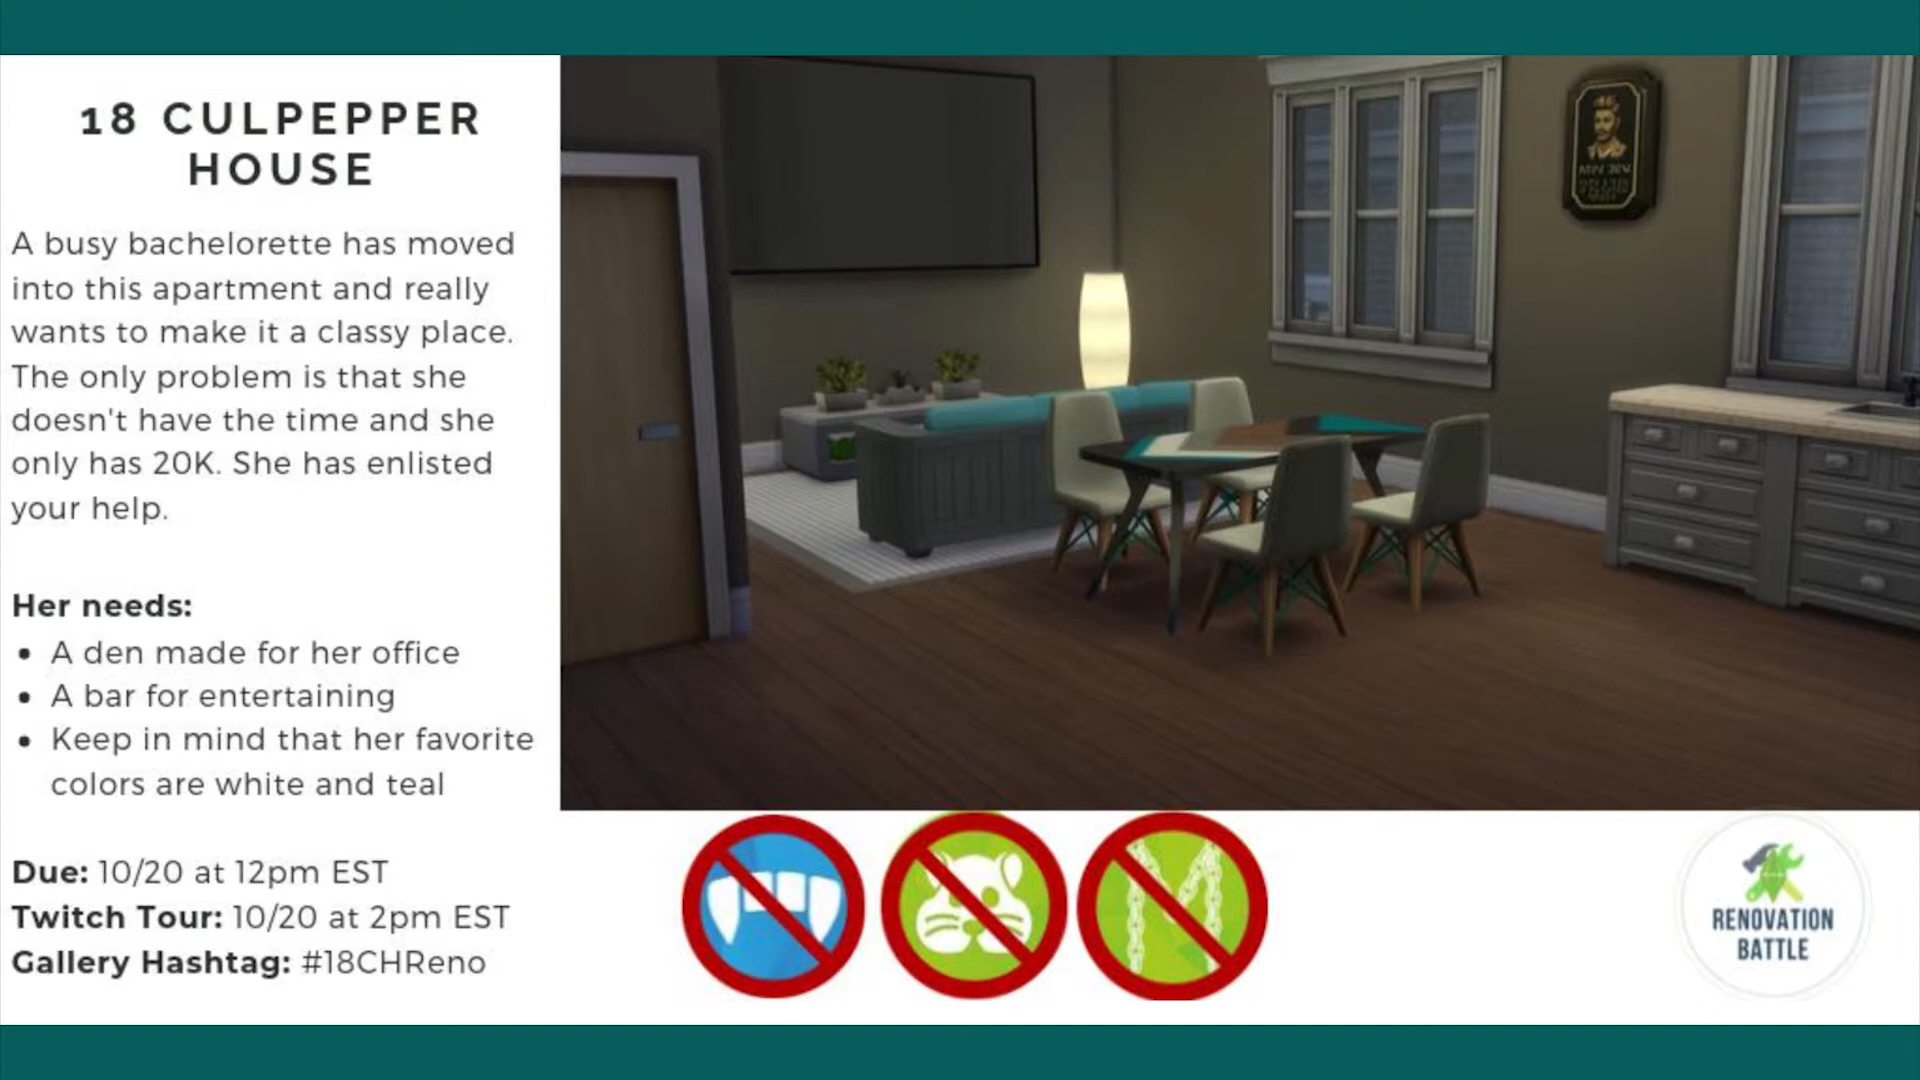 18 CULPEPPER
HOUSE
A busy bachelorette has moved
into this apartment and really
wants to make it a classy place.
The only problem is that she
doesn't have the time and she
only has 20K. She has enlisted
your help.
Her needs:
• A den made for her office
• A bar for entertaining
• Keep in mind that her favorite
colors are white and teal
Due: 10/20 at 12pm EST
Twitch Tour: 10/20 at 2pm EST
Gallery Hashtag: #18CHReno
RENOVATION
BATTLE